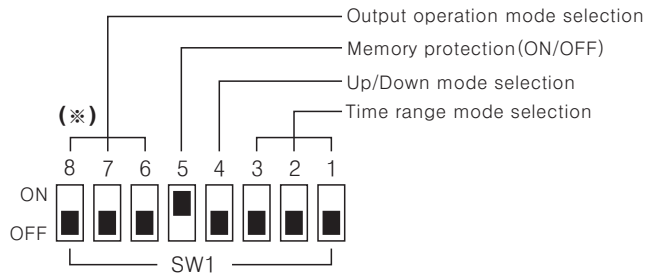 Output operation mode selection
Memory protection(ON/OFF)
Up/Down mode selection
Time range mode selection
(※)
8 7 6 5 4 3 2 1
ON
OFF
SW1